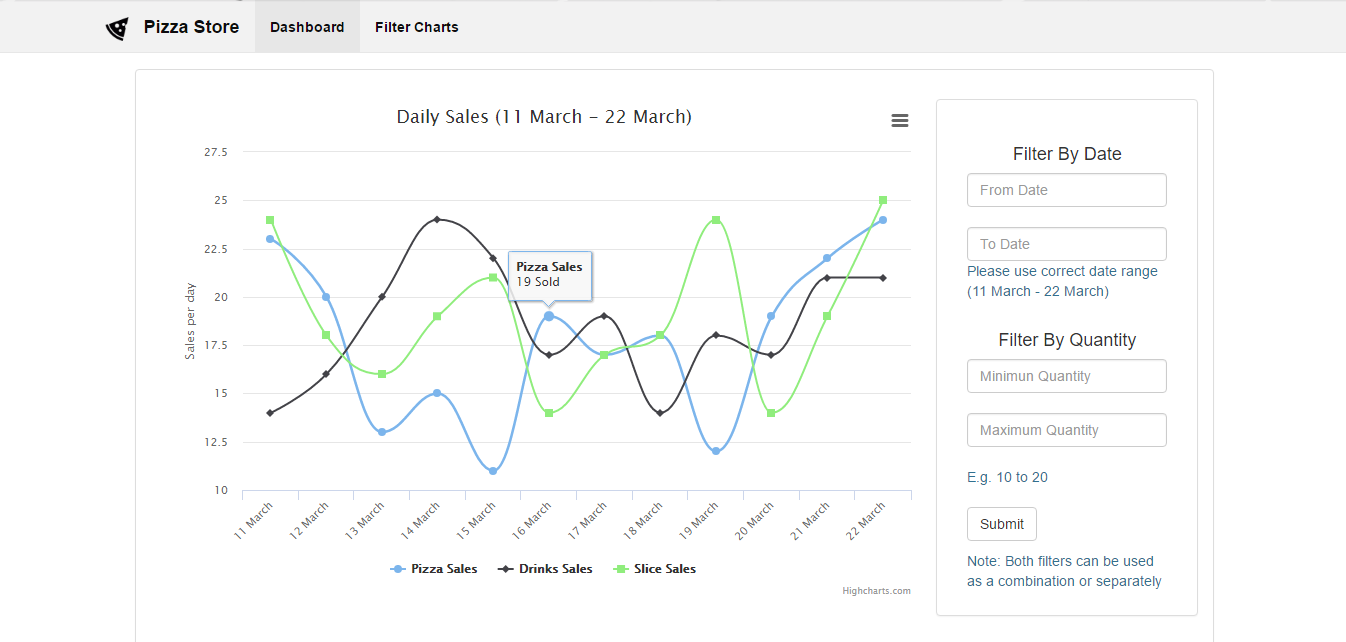 Pizza Store Dashboard Filter Charts
Daily Sales (11 March – 22 March)
Sales per day
27.5
25
22.5
20
17.5
15
12.5
10
Pizza Sales
19 Sold
11 March
12 March
13 March
14 March
15 March
16 March
17 March
18 March
19 March
20 March
21 March
22 March
Pizza Sales Drinks Sales Slice Sales
Highcharts.com
Filter By Date
From Date
To Date
Please use correct date range
(11 March - 22 March)
Filter By Quantity
Minimun Quantity
Maximum Quantity
E.g. 10 to 20
Submit
Note: Both filters can be used
as a combination or separately